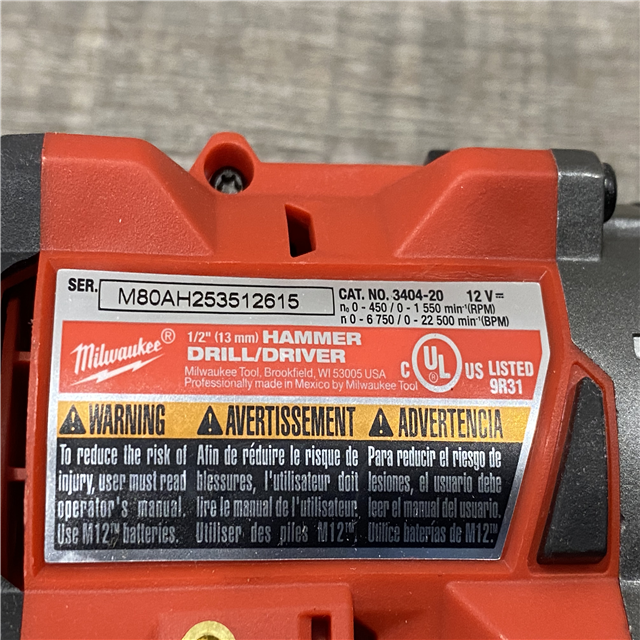 SER. M80AH253512615
CAT. NO. 3404-20 12 V⎓
n₀ 0 - 450 / 0 - 1 550 min⁻¹(RPM)
n 0 - 6 750 / 0 - 22 500 min⁻¹(BPM)
Milwaukee®
1/2" (13 mm) HAMMER
DRILL/DRIVER
Milwaukee Tool, Brookfield, WI 53005 USA
Professionally made in Mexico by Milwaukee Tool
C UL® US LISTED
9R31
WARNING
To reduce the risk of
injury, user must read
operator's manual.
Use M12™ batteries.
AVERTISSEMENT
Afin de réduire le risque de
blessures, l'utilisateur doit
lire le manual de l'utilisateur.
Utiliser des piles M12™.
ADVERTENCIA
Para reducir el riesgo de
lesiones, el usuario debe
leer el manual del usuario.
Utilice baterías de M12™.